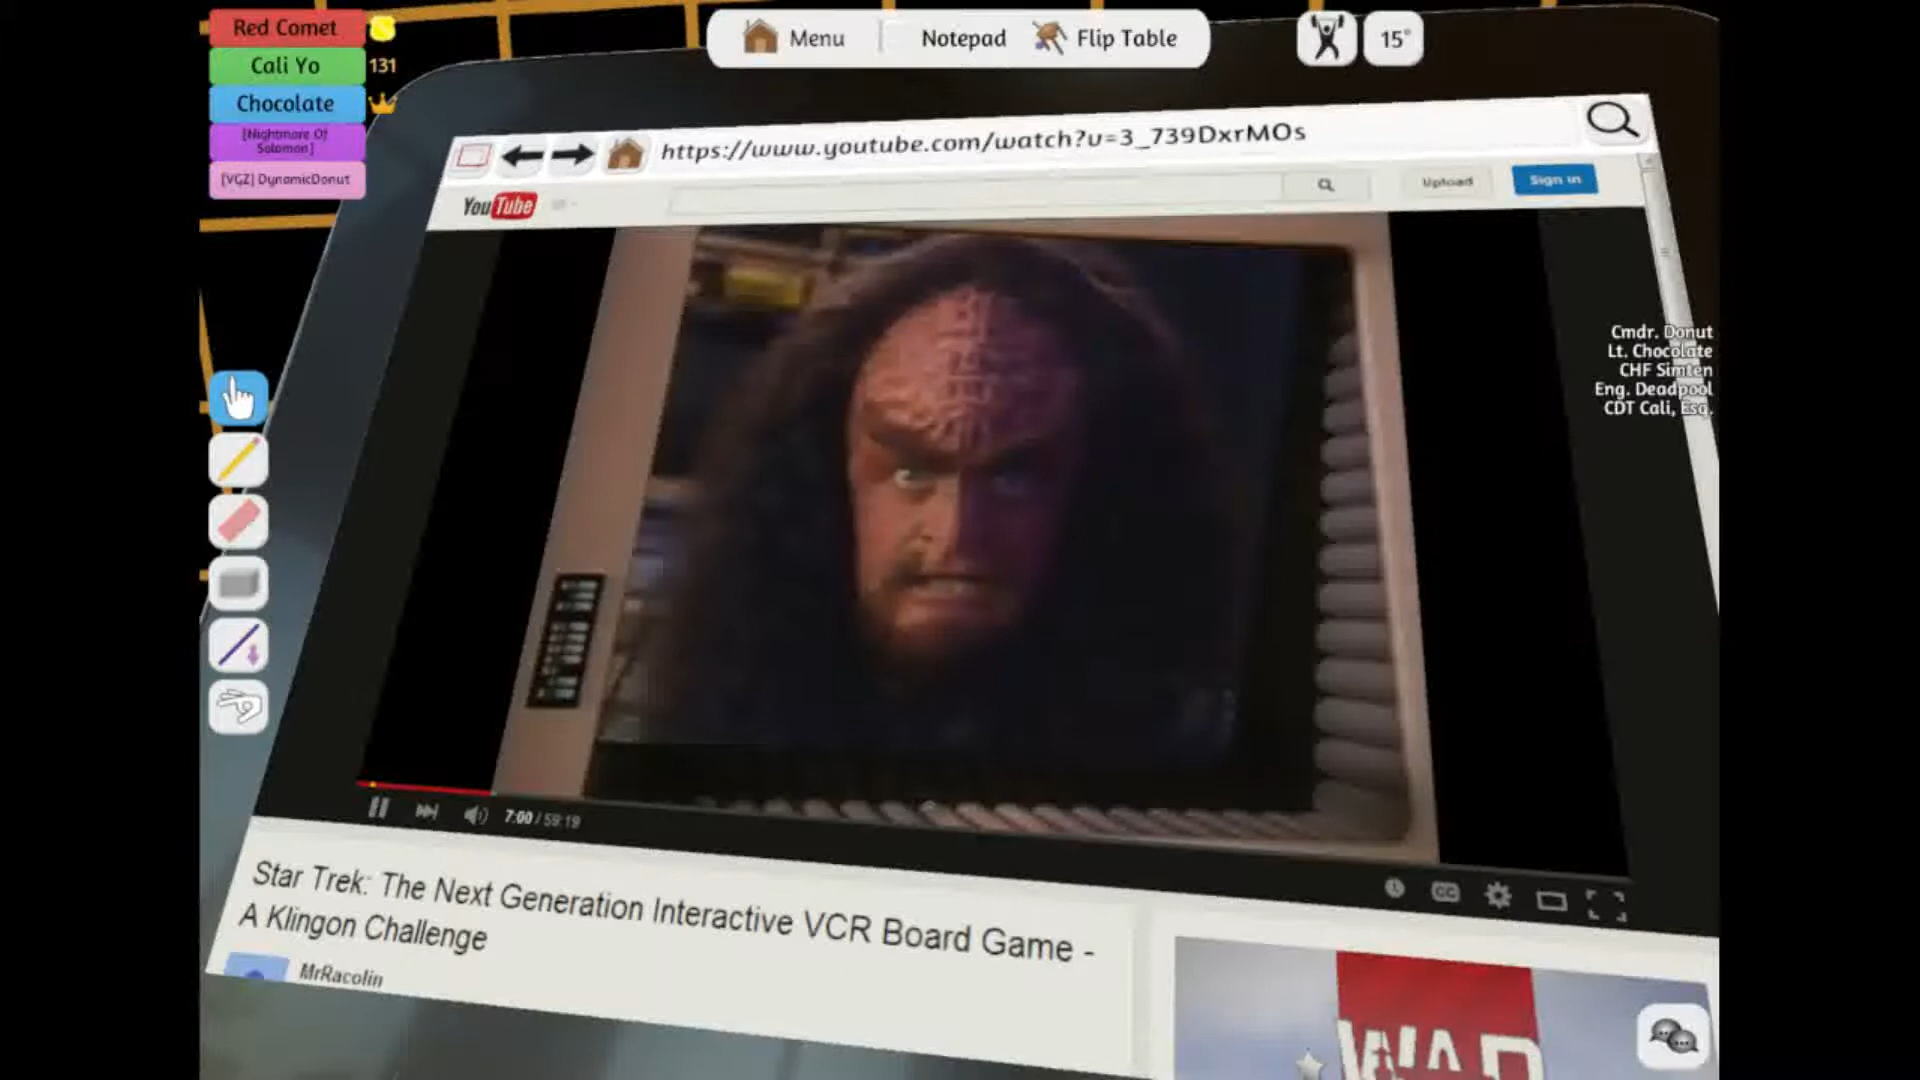 Red Comet
Cali Yo
131
Chocolate
[Nightmare Of
Solomon]
[VGZ] DynamicDonut
Menu
Notepad
Flip Table
15°
https://www.youtube.com/watch?v=3_739DxrMOs
YouTube
Upload
Sign in
Cmdr. Donut
Lt. Chocolate
CHF Simten
Eng. Deadpool
CDT Cali, Esq.
7:00 / 59:19
CC
Star Trek: The Next Generation Interactive VCR Board Game -
A Klingon Challenge
MrRacolin
WAR